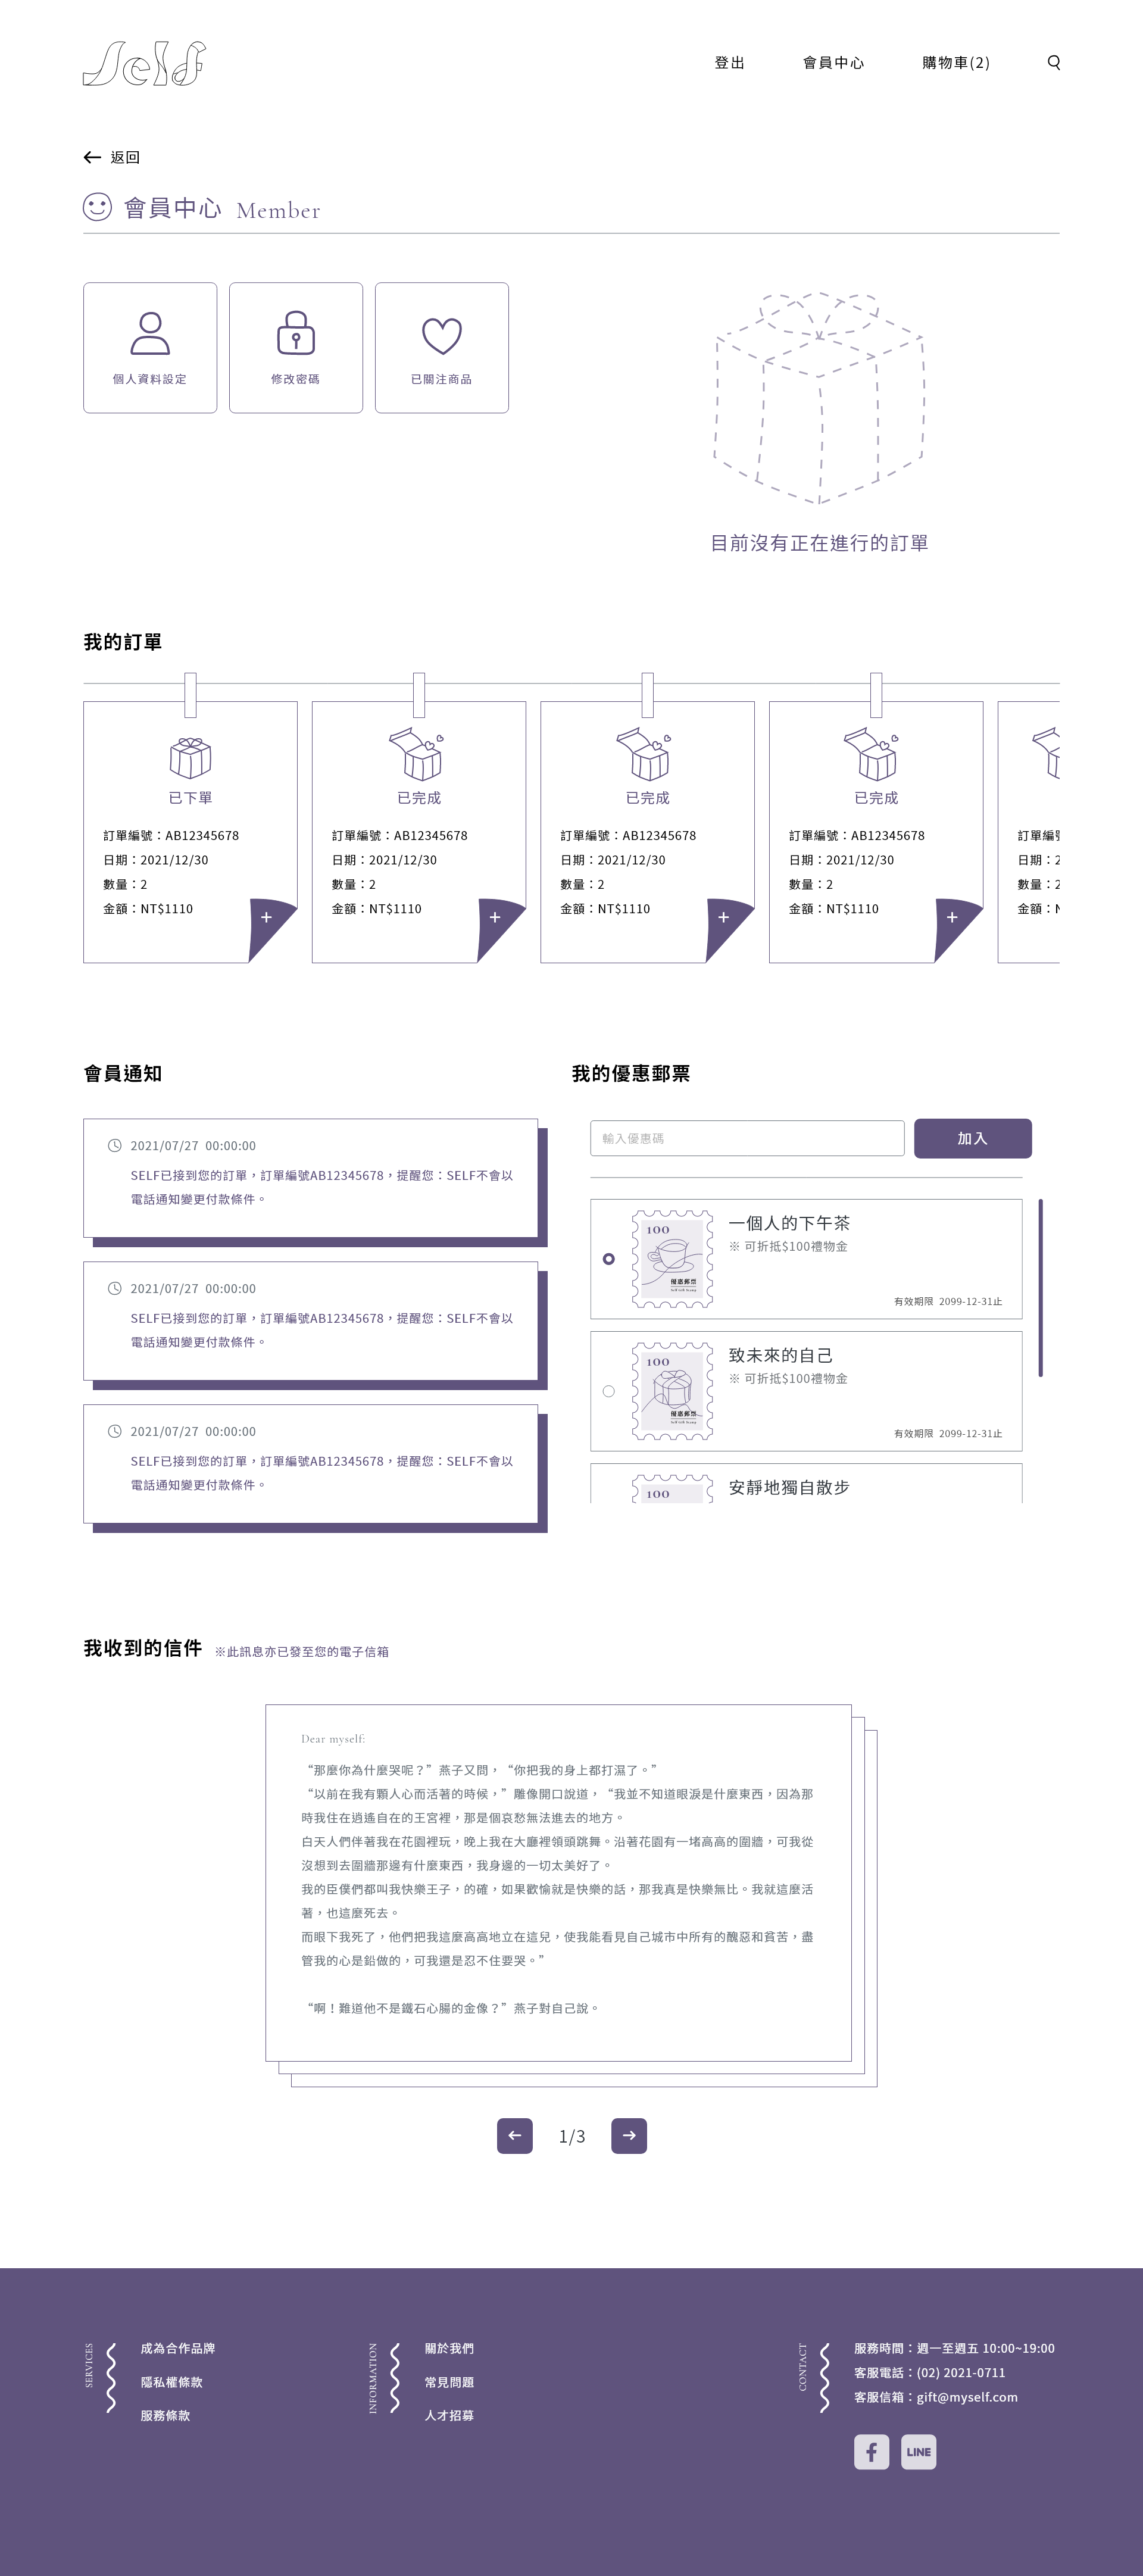 Self
登出
會員中心
購物車(2)
返回
會員中心 Member
個人資料設定
修改密碼
已關注商品
目前沒有正在進行的訂單
我的訂單
已下單
訂單編號：AB12345678
日期：2021/12/30
數量：2
金額：NT$1110
+
已完成
訂單編號：AB12345678
日期：2021/12/30
數量：2
金額：NT$1110
+
已完成
訂單編號：AB12345678
日期：2021/12/30
數量：2
金額：NT$1110
+
已完成
訂單編號：AB12345678
日期：2021/12/30
數量：2
金額：NT$1110
+
訂單編
日期：2
數量：2
金額：
會員通知
2021/07/27 00:00:00
SELF已接到您的訂單，訂單編號AB12345678，提醒您：SELF不會以
電話通知變更付款條件。
2021/07/27 00:00:00
SELF已接到您的訂單，訂單編號AB12345678，提醒您：SELF不會以
電話通知變更付款條件。
2021/07/27 00:00:00
SELF已接到您的訂單，訂單編號AB12345678，提醒您：SELF不會以
電話通知變更付款條件。
我的優惠郵票
輸入優惠碼
加入
100
優惠郵票
Self Gift Stamp
一個人的下午茶
※ 可折抵$100禮物金
有效期限 2099-12-31止
100
優惠郵票
Self Gift Stamp
致未來的自己
※ 可折抵$100禮物金
有效期限 2099-12-31止
100
安靜地獨自散步
我收到的信件 ※此訊息亦已發至您的電子信箱
Dear myself:
“那麼你為什麼哭呢？”燕子又問，“你把我的身上都打濕了。”
“以前在我有顆人心而活著的時候，”雕像開口說道，“我並不知道眼淚是什麼東西，因為那
時我住在逍遙自在的王宮裡，那是個哀愁無法進去的地方。
白天人們伴著我在花園裡玩，晚上我在大廳裡領頭跳舞。沿著花園有一堵高高的圍牆，可我從
沒想到去圍牆那邊有什麼東西，我身邊的一切太美好了。
我的臣僕們都叫我快樂王子，的確，如果歡愉就是快樂的話，那我真是快樂無比。我就這麼活
著，也這麼死去。
而眼下我死了，他們把我這麼高高地立在這兒，使我能看見自己城市中所有的醜惡和貧苦，盡
管我的心是鉛做的，可我還是忍不住要哭。”
“啊！難道他不是鐵石心腸的金像？”燕子對自己說。
1/3
SERVICES
成為合作品牌
隱私權條款
服務條款
INFORMATION
關於我們
常見問題
人才招募
CONTACT
服務時間：週一至週五 10:00~19:00
客服電話：(02) 2021-0711
客服信箱：gift@myself.com
f
LINE